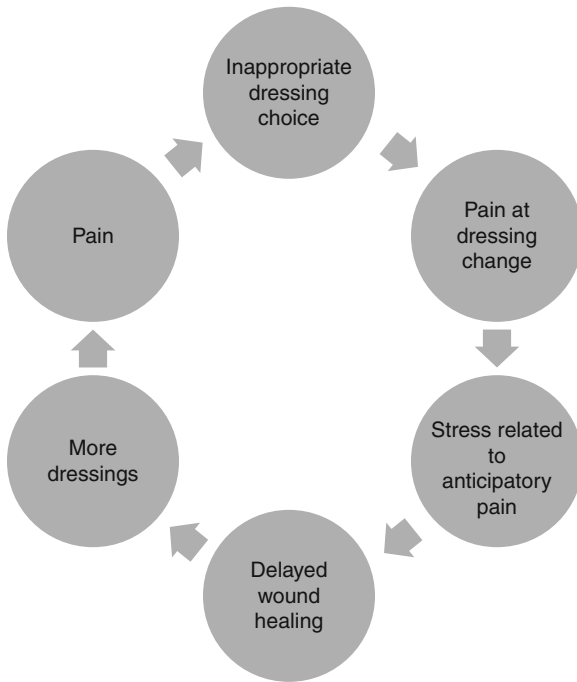 Inappropriate
dressing
choice
Pain at
dressing
change
Stress related
to
anticipatory
pain
Delayed
wound
healing
More
dressings
Pain